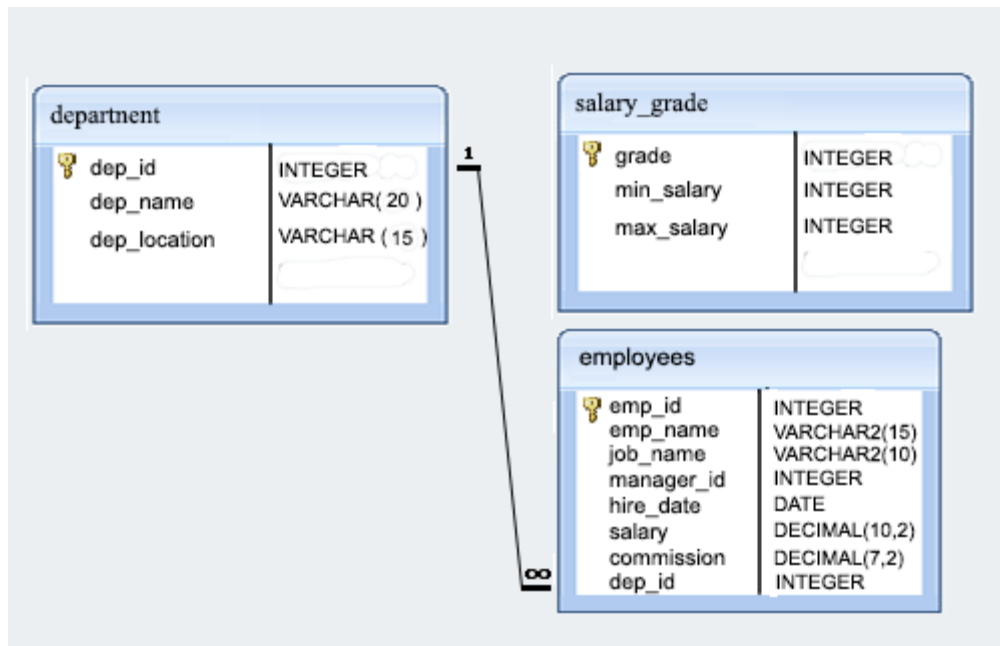 departnent
dep_id INTEGER
dep_name VARCHAR( 20 )
dep_location VARCHAR ( 15 )
1
∞
salary_grade
grade INTEGER
min_salary INTEGER
max_salary INTEGER
employees
emp_id INTEGER
emp_name VARCHAR2(15)
job_name VARCHAR2(10)
manager_id INTEGER
hire_date DATE
salary DECIMAL(10,2)
commission DECIMAL(7,2)
dep_id INTEGER